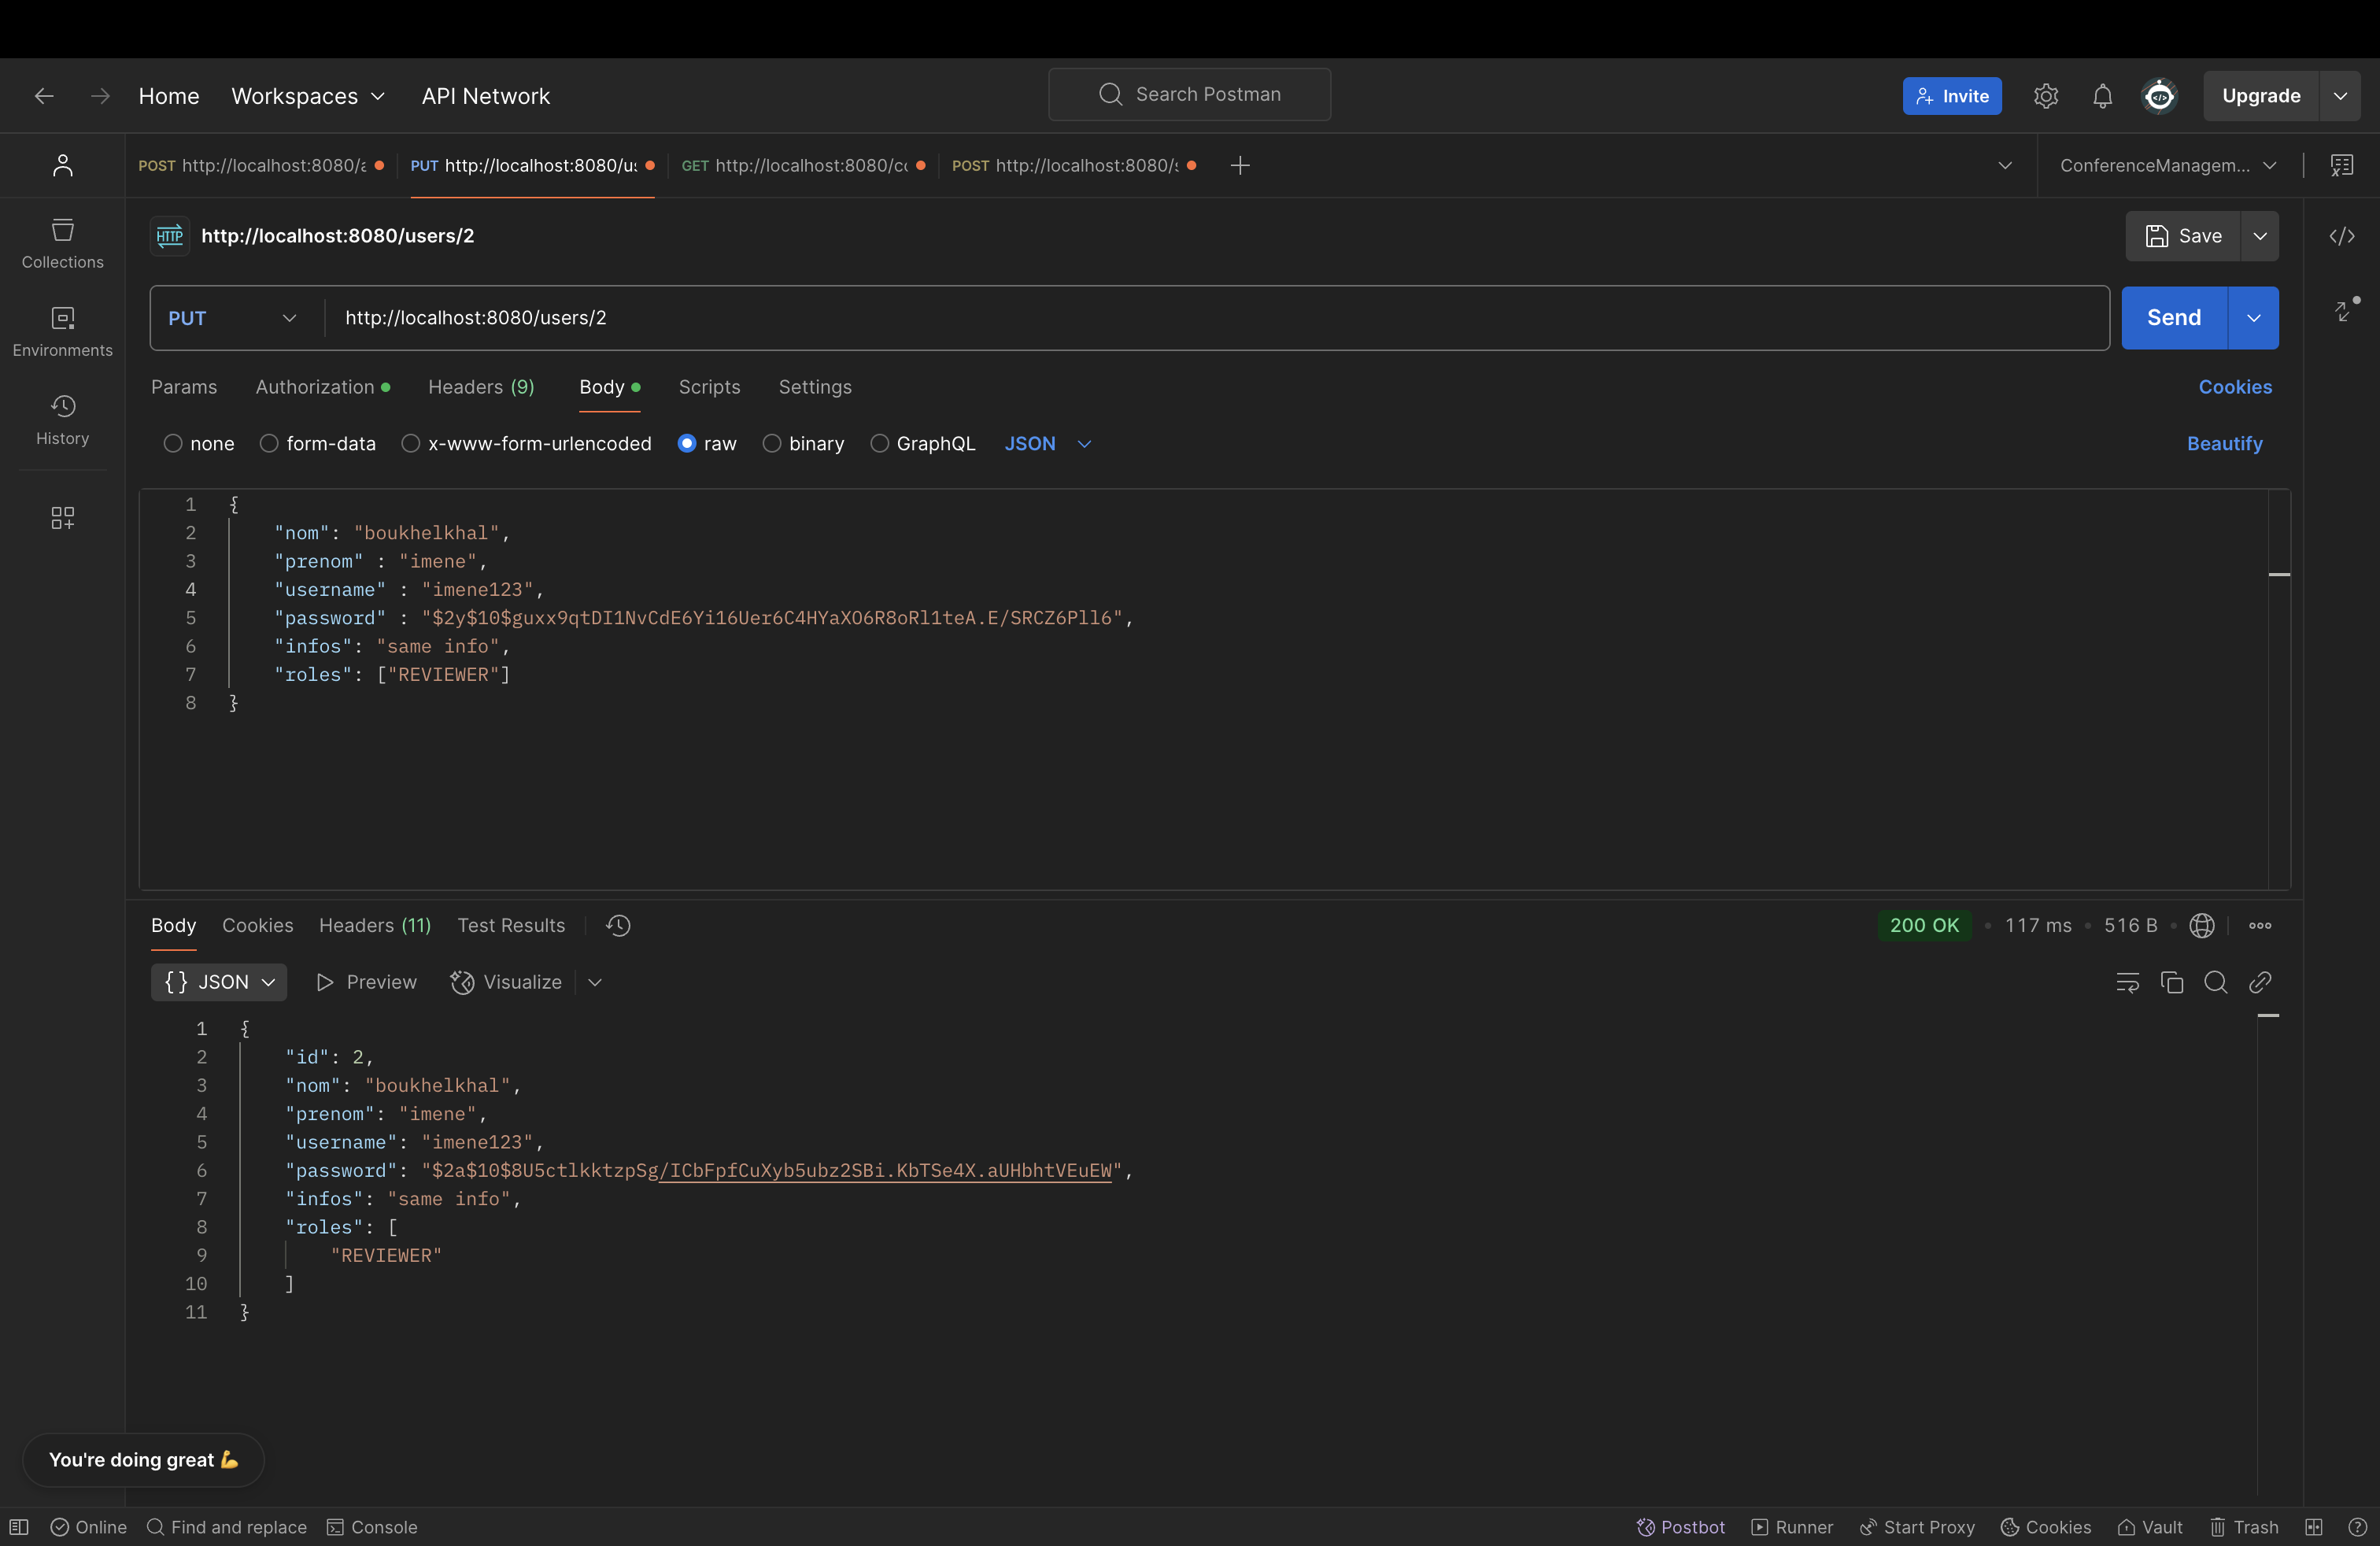 Home Workspaces API Network Search Postman Invite Upgrade
POST http://localhost:8080/a PUT http://localhost:8080/us GET http://localhost:8080/co POST http://localhost:8080/s ConferenceManagem...
HTTP http://localhost:8080/users/2 Save
Collections
Environments
History
PUT http://localhost:8080/users/2 Send
Params Authorization Headers (9) Body Scripts Settings Cookies
none form-data x-www-form-urlencoded raw binary GraphQL JSON Beautify
1 {
2 "nom": "boukhelkhal",
3 "prenom" : "imene",
4 "username" : "imene123",
5 "password" : "$2y$10$guxx9qtDI1NvCdE6Yi16Uer6C4HYaXO6R8oRl1teA.E/SRCZ6Pll6",
6 "infos": "same info",
7 "roles": ["REVIEWER"]
8 }
Body Cookies Headers (11) Test Results 200 OK • 117 ms • 516 B •
{} JSON Preview Visualize
1 {
2 "id": 2,
3 "nom": "boukhelkhal",
4 "prenom": "imene",
5 "username": "imene123",
6 "password": "$2a$10$8U5ctlkktzpSg/ICbFpfCuXyb5ubz2SBi.KbTSe4X.aUHbhtVEuEW",
7 "infos": "same info",
8 "roles": [
9 "REVIEWER"
10 ]
11 }
You're doing great 💪
Online Find and replace Console Postbot Runner Start Proxy Cookies Vault Trash